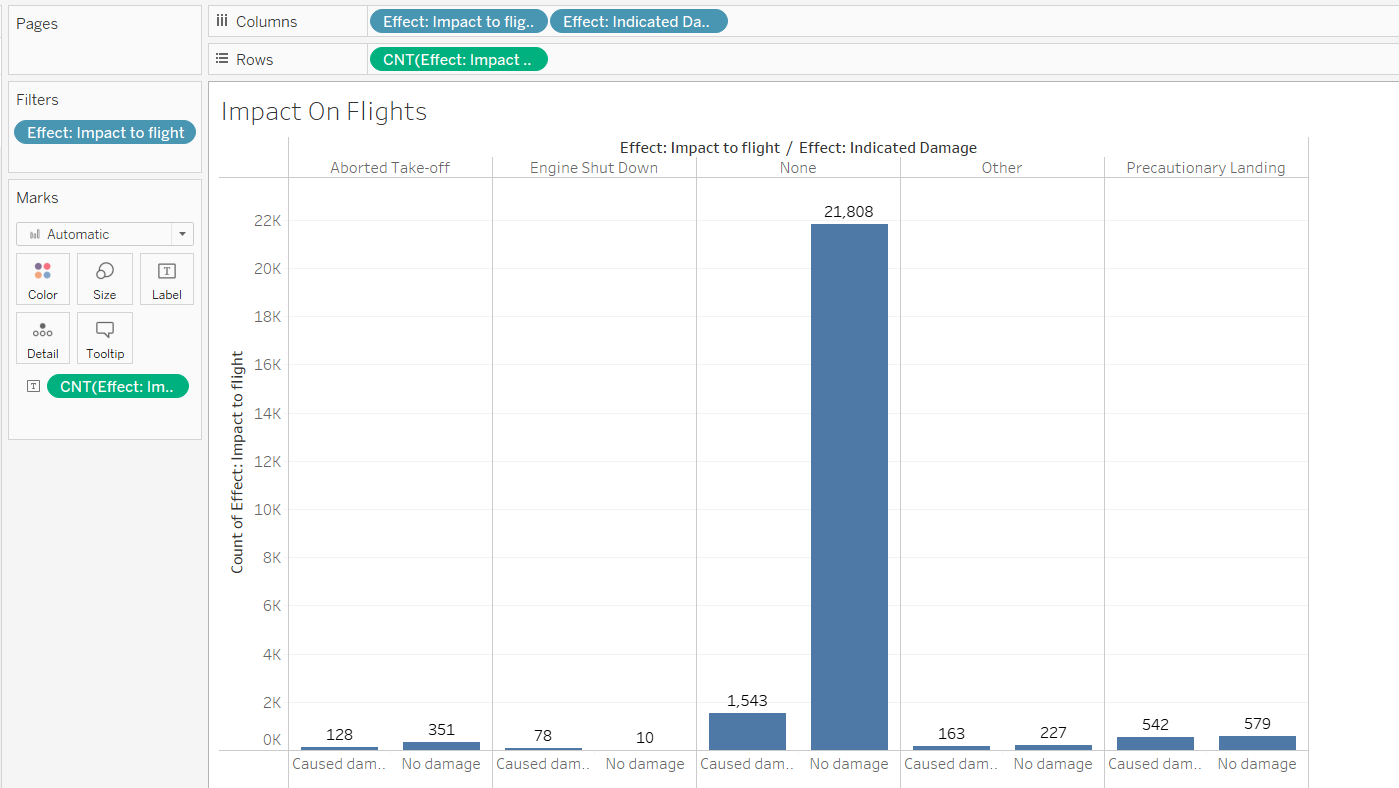 Pages
Columns
Effect: Impact to flig..
Effect: Indicated Da..
Rows
CNT(Effect: Impact ..
Filters
Effect: Impact to flight
Marks
Automatic
Color
Size
Label
Detail
Tooltip
CNT(Effect: Im..
Impact On Flights
Effect: Impact to flight / Effect: Indicated Damage
Aborted Take-off
Engine Shut Down
None
Other
Precautionary Landing
Count of Effect: Impact to flight
22K
20K
18K
16K
14K
12K
10K
8K
6K
4K
2K
0K
128
351
78
10
1,543
21,808
163
227
542
579
Caused dam..
No damage
Caused dam..
No damage
Caused dam..
No damage
Caused dam..
No damage
Caused dam..
No damage